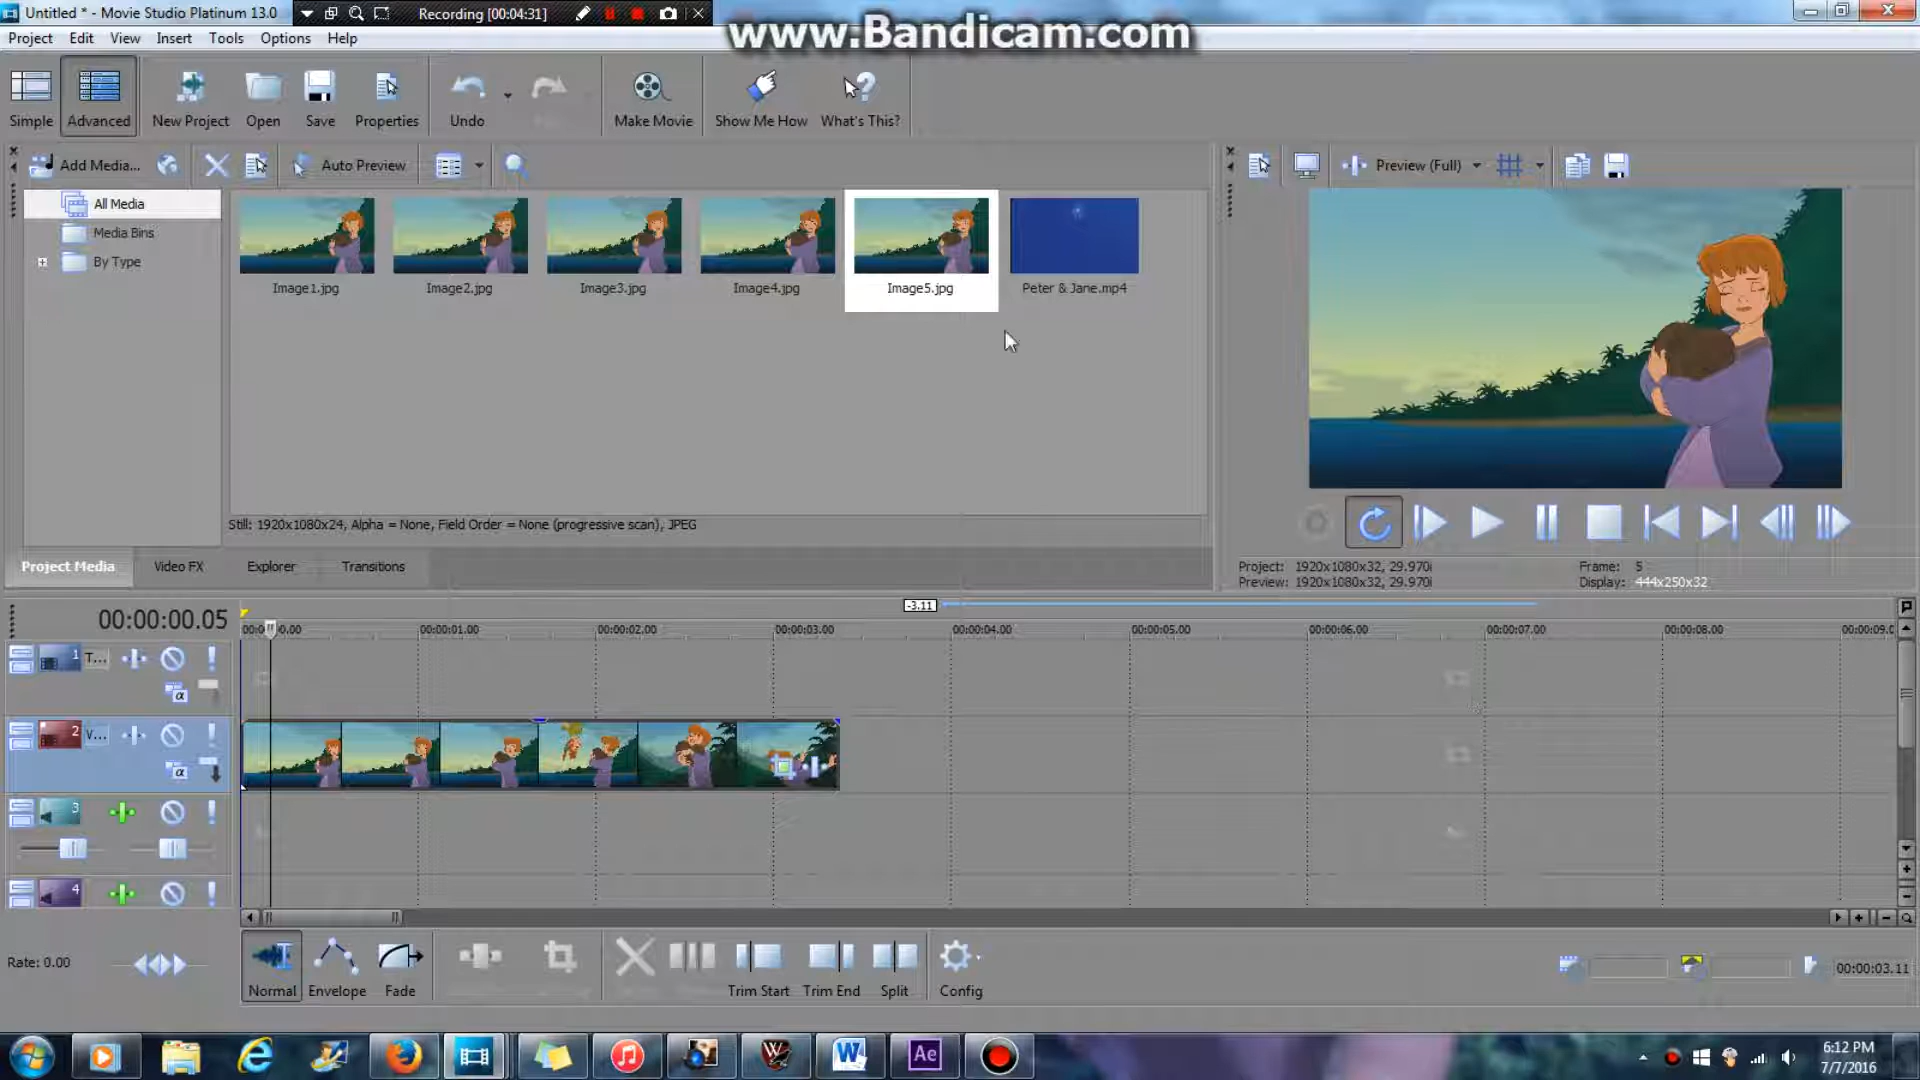 Untitled * - Movie Studio Platinum 13.0
Recording [00:04:31]
www.Bandicam.com
Project Edit View Insert Tools Options Help
Simple Advanced New Project Open Save Properties Undo Make Movie Show Me How What's This?
Add Media... Auto Preview
Preview (Full)
All Media
Media Bins
By Type
Image1.jpg Image2.jpg Image3.jpg Image4.jpg Image5.jpg Peter & Jane.mp4
Still: 1920x1080x24, Alpha = None, Field Order = None (progressive scan), JPEG
Project Media Video FX Explorer Transitions
Project: 1920x1080x32, 29.970i Frame: 5
Preview: 1920x1080x32, 29.970i Display: 444x250x32
00:00:00.05
-3.11
00:00:01.00 00:00:02.00 00:00:03.00 00:00:04.00 00:00:05.00 00:00:06.00 00:00:07.00 00:00:08.00
1 T...
2 V...
3
4
Rate: 0.00
Normal Envelope Fade Trim Start Trim End Split Config
00:00:03.11
W Ae
6:12 PM
7/7/2016